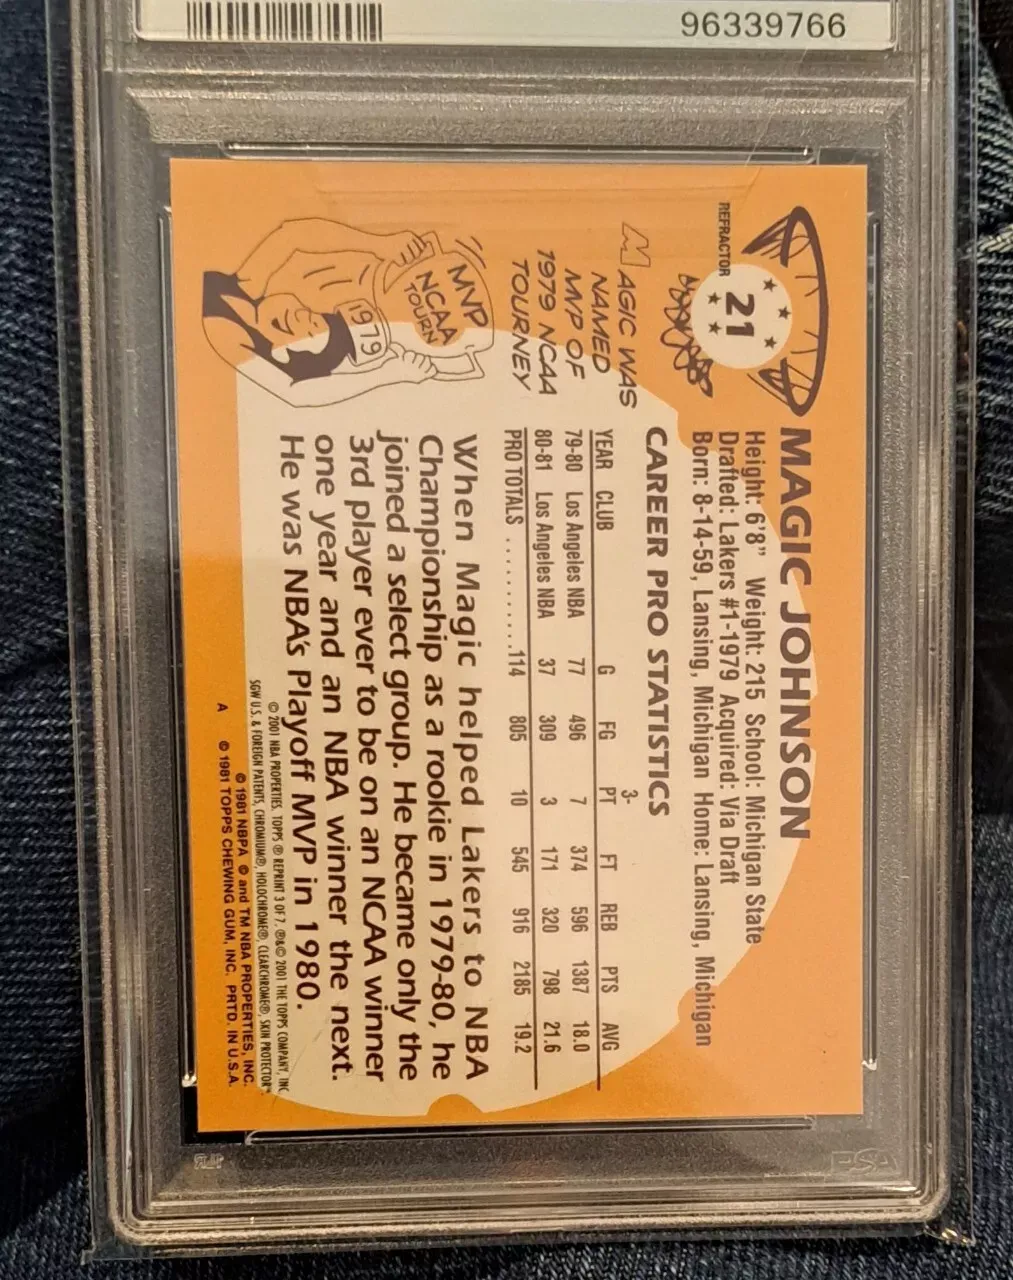 96339766
REFRACTOR
21
MAGIC JOHNSON
Height: 6'8" Weight: 215 School: Michigan State
Drafted: Lakers #1-1979 Acquired: Via Draft
Born: 8-14-59, Lansing, Michigan Home: Lansing, Michigan
MAGIC WAS
NAMED
MVP OF
1979 NCAA
TOURNEY
MVP
NCAA
TOURN
1979
CAREER PRO STATISTICS
3-
YEAR CLUB G FG PT FT REB PTS AVG
79-80 Los Angeles NBA 77 496 7 374 596 1387 18.0
80-81 Los Angeles NBA 37 309 3 171 320 798 21.6
PRO TOTALS ..........114 805 10 545 916 2185 19.2
When Magic helped Lakers to NBA
Championship as a rookie in 1979-80, he
joined a select group. He became only the
3rd player ever to be on an NCAA winner
one year and an NBA winner the next.
He was NBA's Playoff MVP in 1980.
© 2001 NBA PROPERTIES. TOPPS ® REPRINT 3 OF 7. ®&© 2001 THE TOPPS COMPANY, INC.
SGW U.S. & FOREIGN PATENTS, CHROMIUM®, HOLOCHROME®, CLEARCHROME®, SKIN PROTECTOR™.
© 1981 NBPA ® and TM NBA PROPERTIES, INC.
A © 1981 TOPPS CHEWING GUM, INC. PRTD. IN U.S.A.
PSA